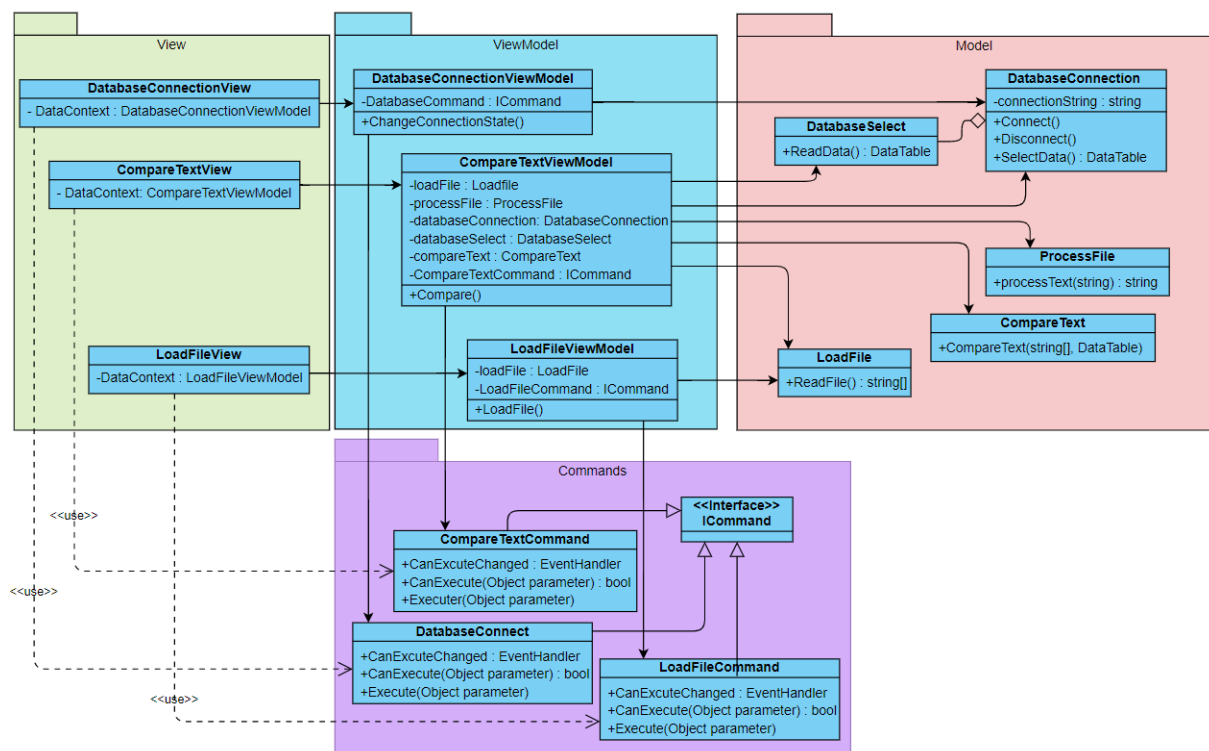 View
DatabaseConnectionView
- DataContext : DatabaseConnectionViewModel
CompareTextView
- DataContext: CompareTextViewModel
LoadFileView
-DataContext : LoadFileViewModel
ViewModel
DatabaseConnectionViewModel
-DatabaseCommand : ICommand
+ChangeConnectionState()
CompareTextViewModel
-loadFile : Loadfile
-processFile : ProcessFile
-databaseConnection: DatabaseConnection
-databaseSelect : DatabaseSelect
-compareText : CompareText
-CompareTextCommand : ICommand
+Compare()
LoadFileViewModel
-loadFile : LoadFile
-LoadFileCommand : ICommand
+LoadFile()
Model
DatabaseConnection
-connectionString : string
+Connect()
+Disconnect()
+SelectData() : DataTable
DatabaseSelect
+ReadData() : DataTable
ProcessFile
+processText(string) : string
CompareText
+CompareText(string[], DataTable)
LoadFile
+ReadFile() : string[]
Commands
<<Interface>>
ICommand
CompareTextCommand
+CanExcuteChanged : EventHandler
+CanExecute(Object parameter) : bool
+Executer(Object parameter)
DatabaseConnect
+CanExcuteChanged : EventHandler
+CanExecute(Object parameter) : bool
+Execute(Object parameter)
LoadFileCommand
+CanExcuteChanged : EventHandler
+CanExecute(Object parameter) : bool
+Execute(Object parameter)
<<use>>
<<use>>
<<use>>